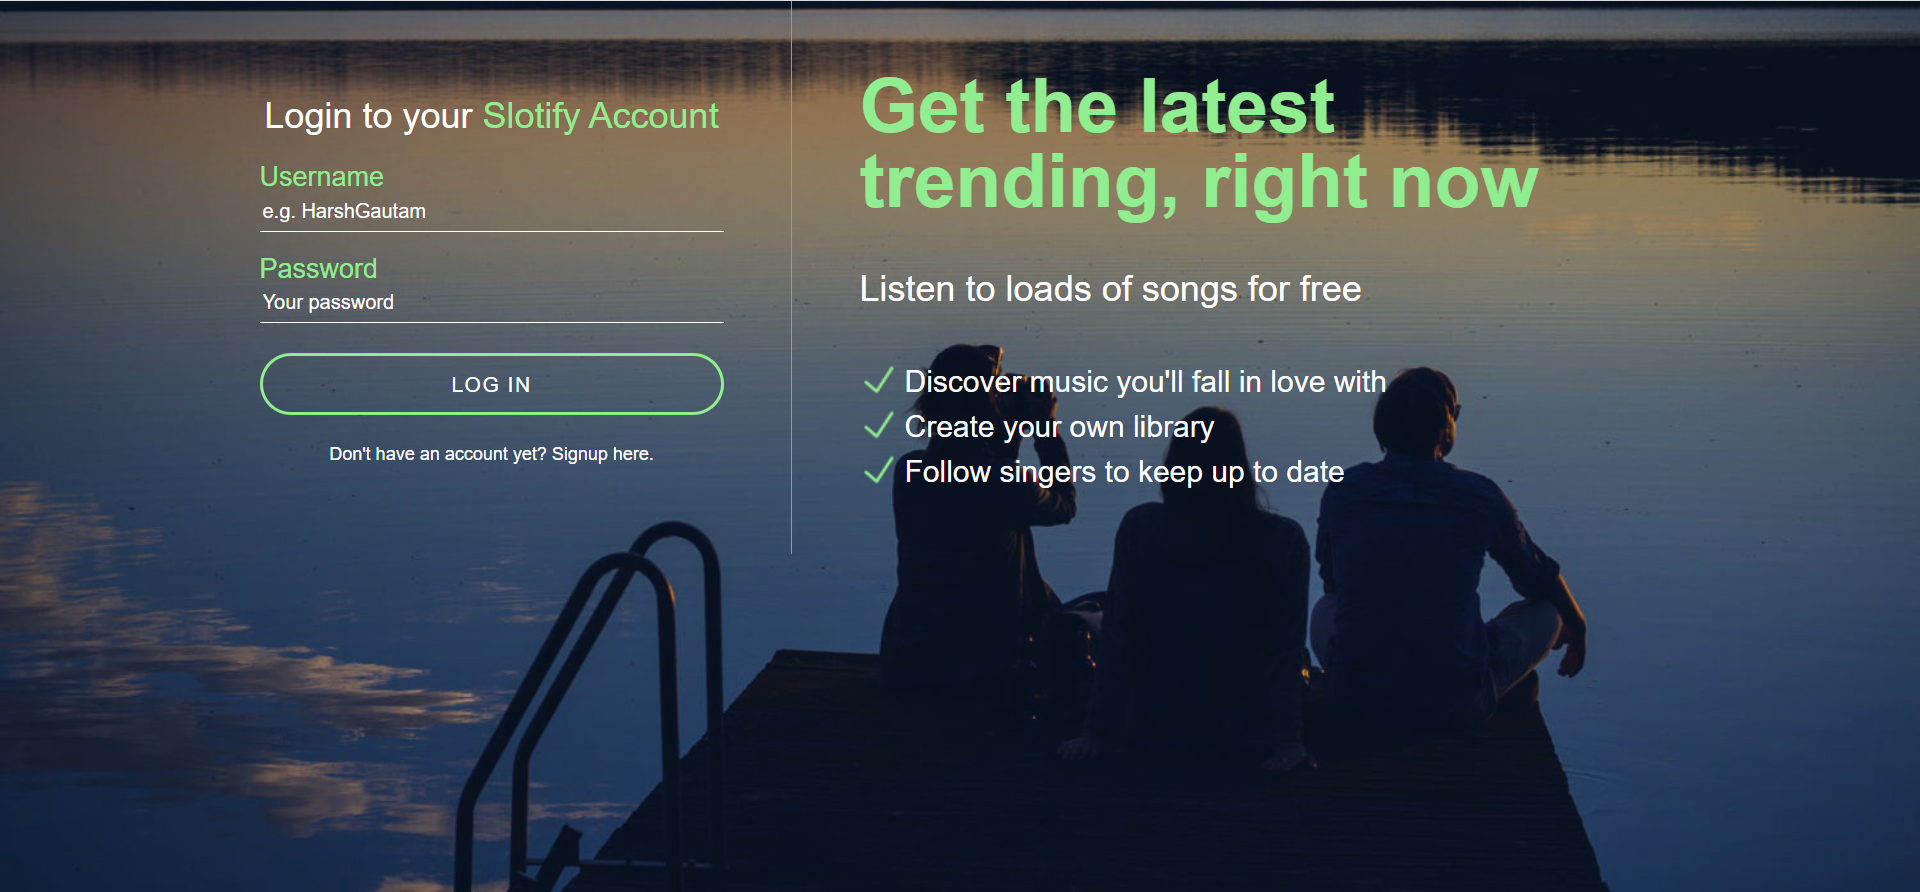 Login to your Slotify Account
Username
e.g. HarshGautam
Password
Your password
LOG IN
Don't have an account yet? Signup here.
Get the latest
trending, right now
Listen to loads of songs for free
Discover music you'll fall in love with
Create your own library
Follow singers to keep up to date